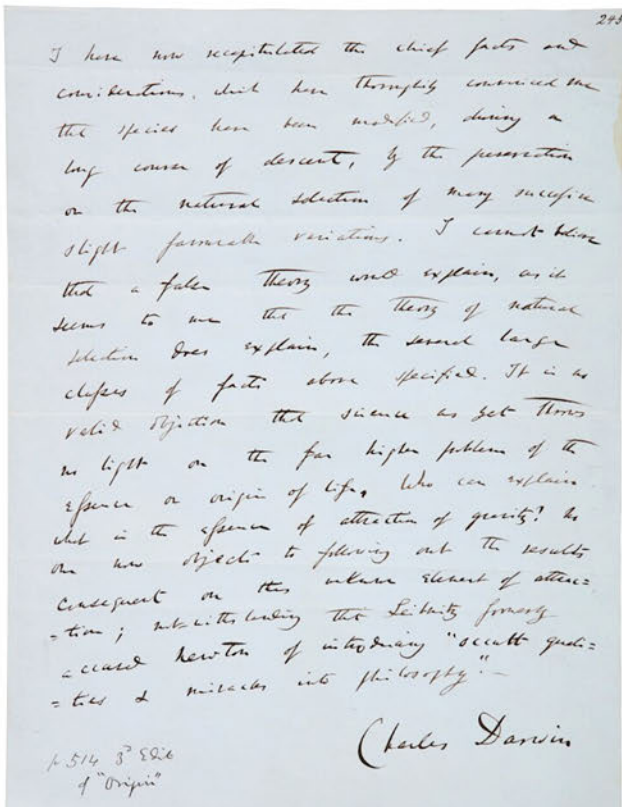 245
I have now recapitulated the chief facts and
considerations, which have thoroughly convinced me
that species have been modified, during a
long course of descent, by the preservation
or the natural selection of many successive
slight favourable variations. I cannot believe
that a false theory would explain, as it
seems to me that the theory of natural
selection does explain, the several large
classes of facts above specified. It is no
valid objection that science as yet throws
no light on the far higher problem of the
essence or origin of life. Who can explain
what is the essence of attraction of gravity? No
one now objects to following out the results
consequent on this unknown element of attrac=
=tion; notwithstanding that Leibnitz formerly
accused Newton of introducing "occult quali=
=ties & miracles into philosophy."—
Charles Darwin
p 514 3d Edit
of "Origin"